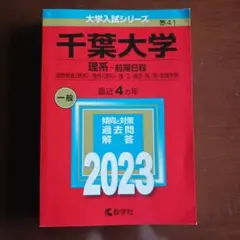 大学入試シリーズ
41
千葉大学
理系−前期日程
一般
最近4カ年
傾向と対策
過去問
解答
2023
教学社